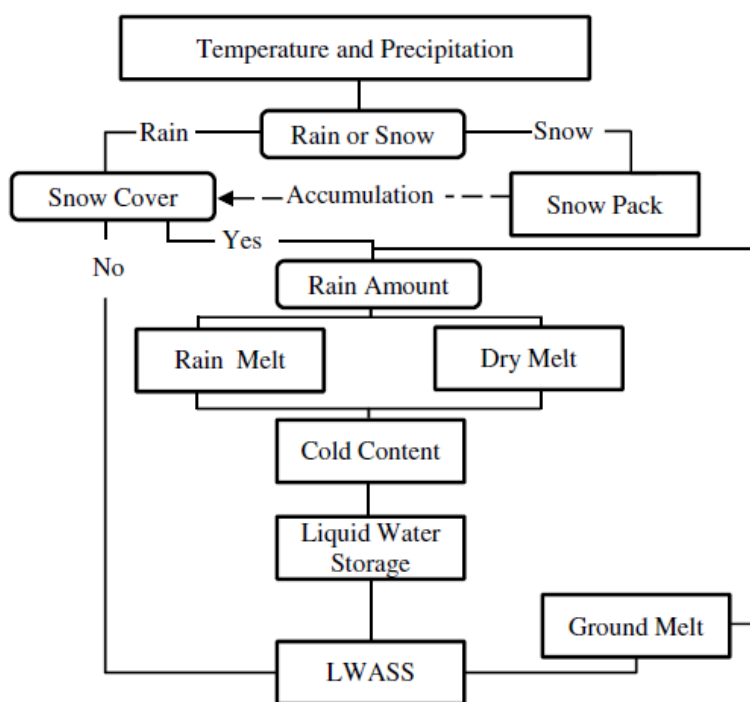 Temperature and Precipitation
Rain
Rain or Snow
Snow
Snow Cover
Accumulation
Snow Pack
No
Yes
Rain Amount
Rain Melt
Dry Melt
Cold Content
Liquid Water
Storage
Ground Melt
LWASS